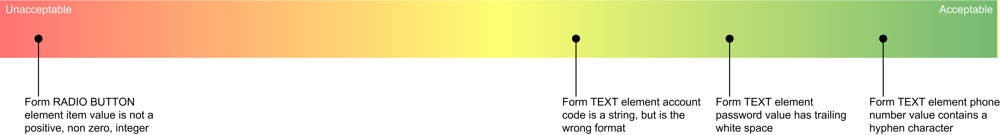 Unacceptable
Acceptable
Form RADIO BUTTON
element item value is not a
positive, non zero, integer
Form TEXT element account
code is a string, but is the
wrong format
Form TEXT element
password value has trailing
white space
Form TEXT element phone
number value contains a
hyphen character